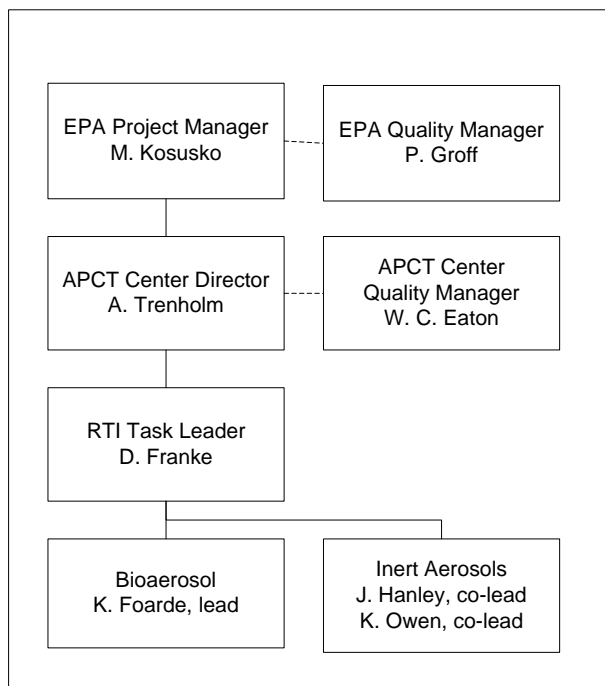 EPA Project Manager
M. Kosusko
EPA Quality Manager
P. Groff
APCT Center Director
A. Trenholm
APCT Center
Quality Manager
W. C. Eaton
RTI Task Leader
D. Franke
Bioaerosol
K. Foarde, lead
Inert Aerosols
J. Hanley, co-lead
K. Owen, co-lead